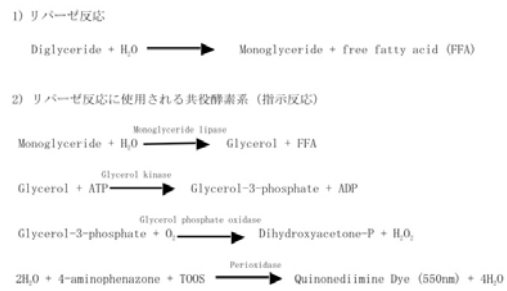 1) リパーゼ反応
Diglyceride + H₂O → Monoglyceride + free fatty acid (FFA)
2) リパーゼ反応に使用される共役酵素系 (指示反応)
Monoglyceride lipase
Monoglyceride + H₂O → Glycerol + FFA
Glycerol kinase
Glycerol + ATP → Glycerol-3-phosphate + ADP
Glycerol phosphate oxidase
Glycerol-3-phosphate + O₂ → Dihydroxyacetone-P + H₂O₂
Perioxidase
2H₂O + 4-aminophenazone + TOOS → Quinonediimine Dye (550nm) + 4H₂O